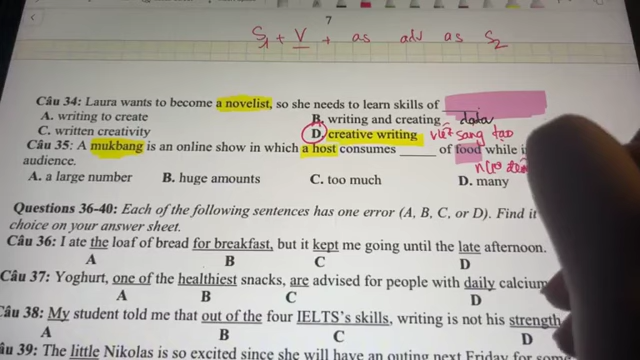 7
S1 + V + as adv as S2
Câu 34: Laura wants to become a novelist, so she needs to learn skills of
A. writing to create B. writing and creating data
C. written creativity D. creative writing viết sáng tạo
Câu 35: A mukbang is an online show in which a host consumes ______ of food while
audience.
A. a large number B. huge amounts C. too much D. many
Questions 36-40: Each of the following sentences has one error (A, B, C, or D). Find it
choice on your answer sheet.
Câu 36: I ate the loaf of bread for breakfast, but it kept me going until the late afternoon.
A B C D
Câu 37: Yoghurt, one of the healthiest snacks, are advised for people with daily calcium
A B C D
Câu 38: My student told me that out of the four IELTS's skills, writing is not his strength
A B C D
âu 39: The little Nikolas is so excited since she will have an outing next Friday for some